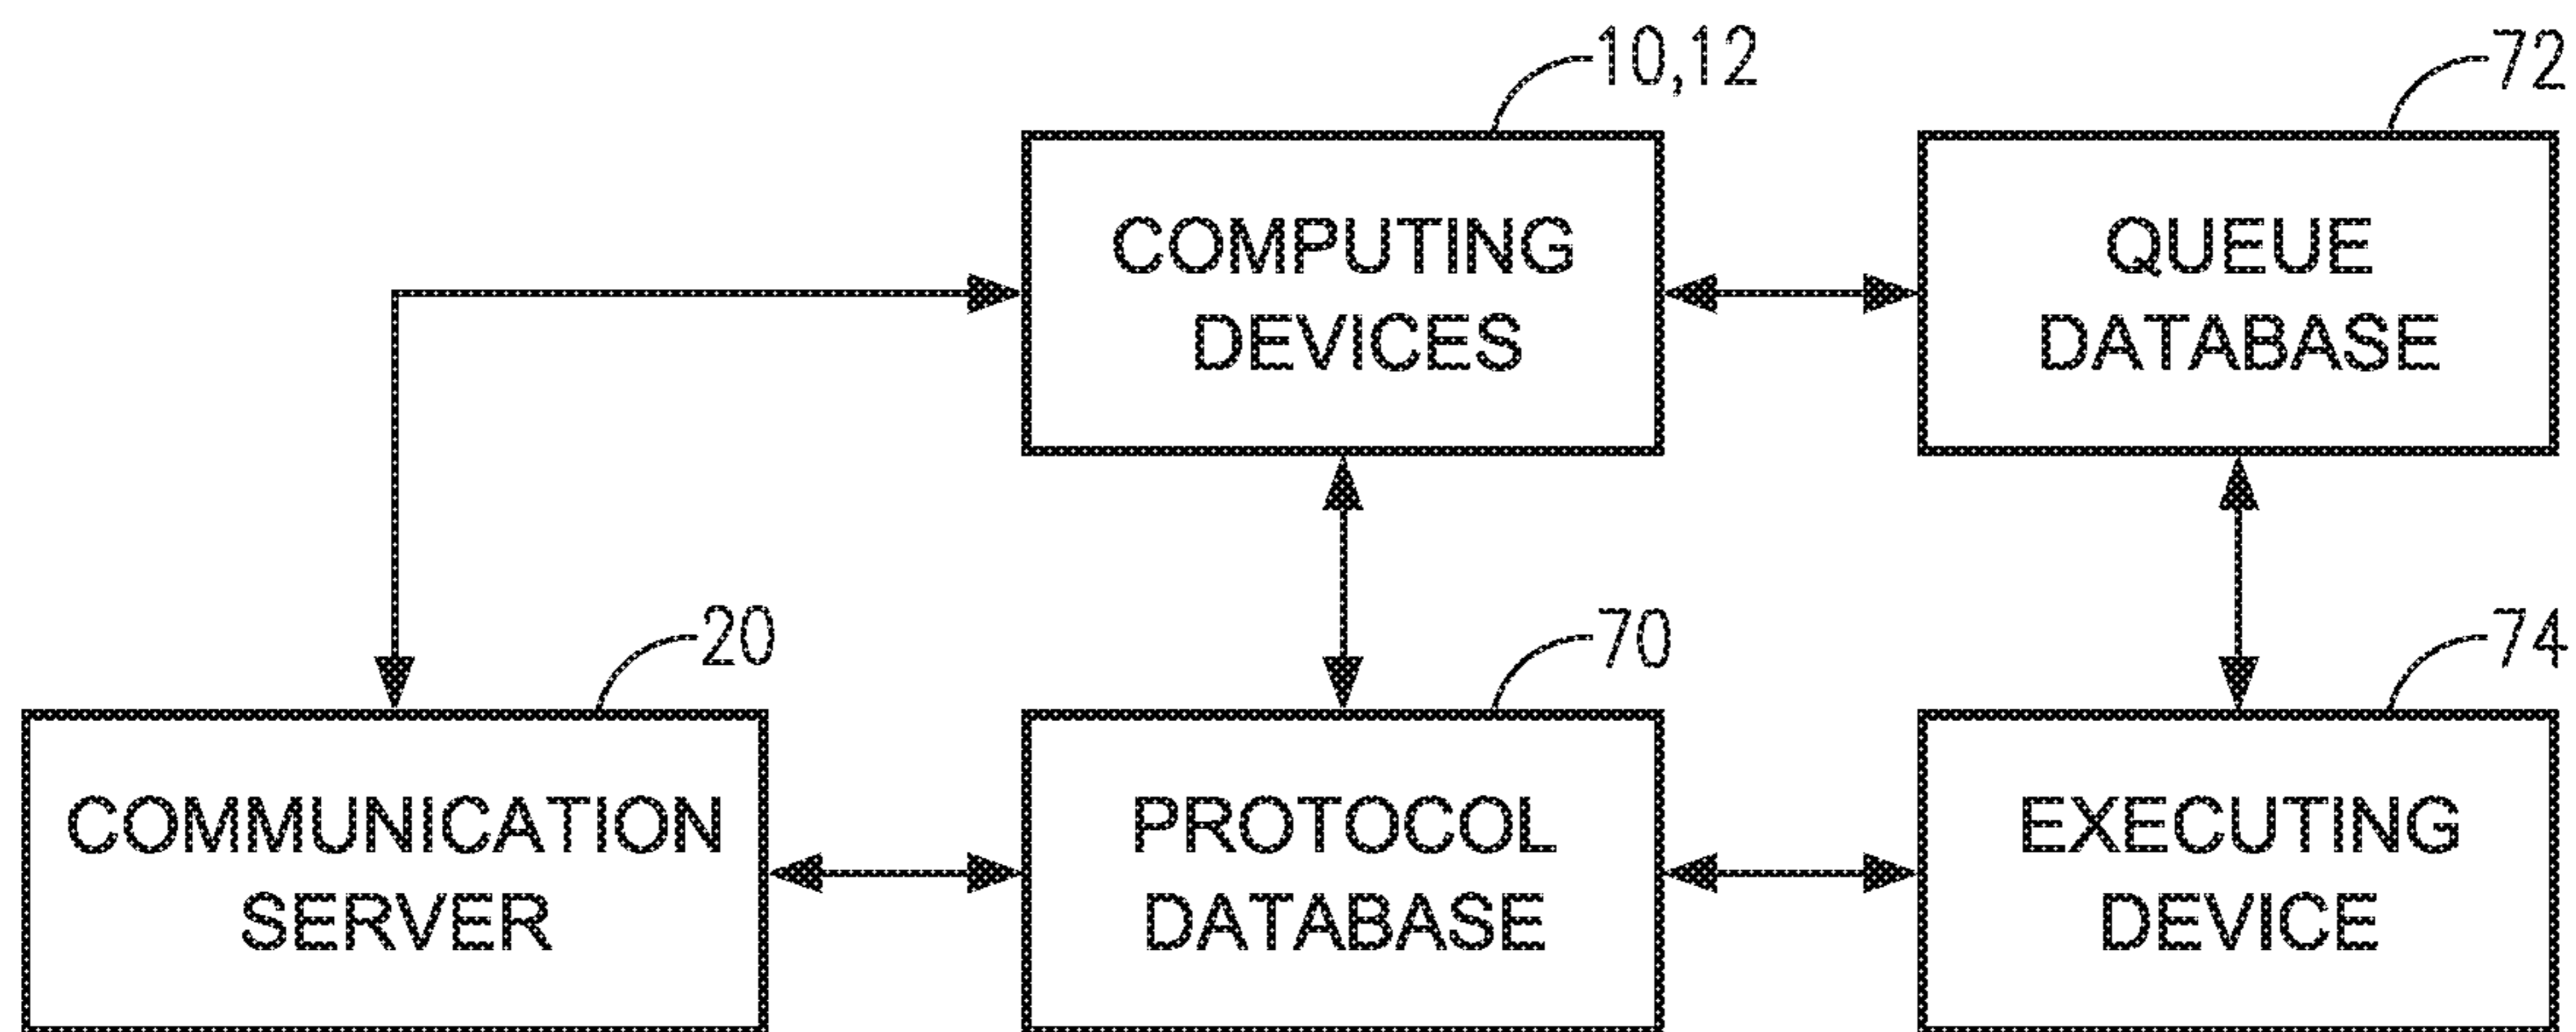 10,12
72
COMPUTING
DEVICES
QUEUE
DATABASE
20
70
74
COMMUNICATION
SERVER
PROTOCOL
DATABASE
EXECUTING
DEVICE